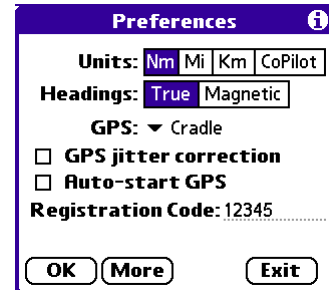 Preferences i
Units: Nm Mi Km CoPilot
Headings: True Magnetic
GPS: Cradle
GPS jitter correction
Auto-start GPS
Registration Code: 12345
OK More Exit